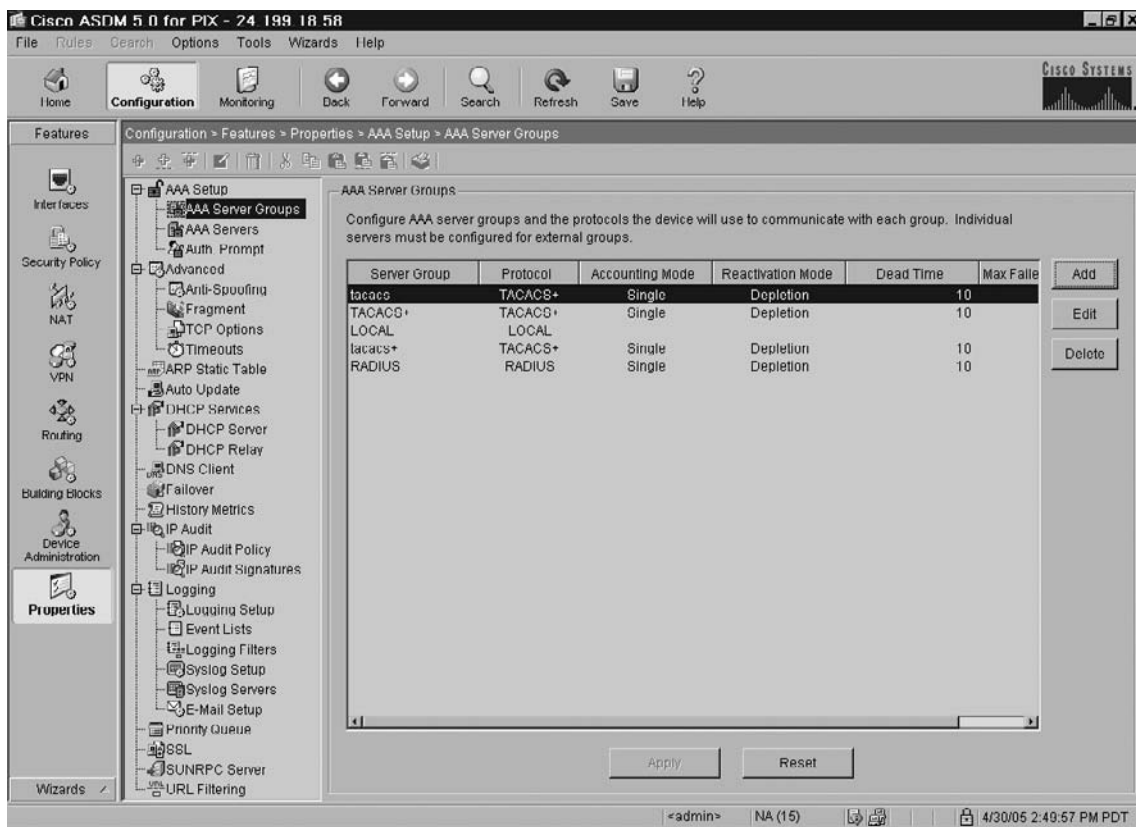 Cisco ASDM 5.0 for PIX - 24.199.18.58
File Rules Search Options Tools Wizards Help
Home Configuration Monitoring Back Forward Search Refresh Save Help
CISCO SYSTEMS
Features
Configuration > Features > Properties > AAA Setup > AAA Server Groups
Interfaces
Security Policy
NAT
VPN
Routing
Building Blocks
Device
Administration
Properties
Wizards
AAA Setup
AAA Server Groups
AAA Servers
Auth. Prompt
Advanced
Anti-Spoofing
Fragment
TCP Options
Timeouts
ARP Static Table
Auto Update
DHCP Services
DHCP Server
DHCP Relay
DNS Client
Failover
History Metrics
IP Audit
IP Audit Policy
IP Audit Signatures
Logging
Logging Setup
Event Lists
Logging Filters
Syslog Setup
Syslog Servers
E-Mail Setup
Priority Queue
SSL
SUNRPC Server
URL Filtering
AAA Server Groups
Configure AAA server groups and the protocols the device will use to communicate with each group. Individual
servers must be configured for external groups.
Server Group Protocol Accounting Mode Reactivation Mode Dead Time Max Faile
tacacs TACACS+ Single Depletion 10
TACACS+ TACACS+ Single Depletion 10
LOCAL LOCAL
tacacs+ TACACS+ Single Depletion 10
RADIUS RADIUS Single Depletion 10
Add
Edit
Delete
Apply Reset
<admin> NA (15) 4/30/05 2:49:57 PM PDT